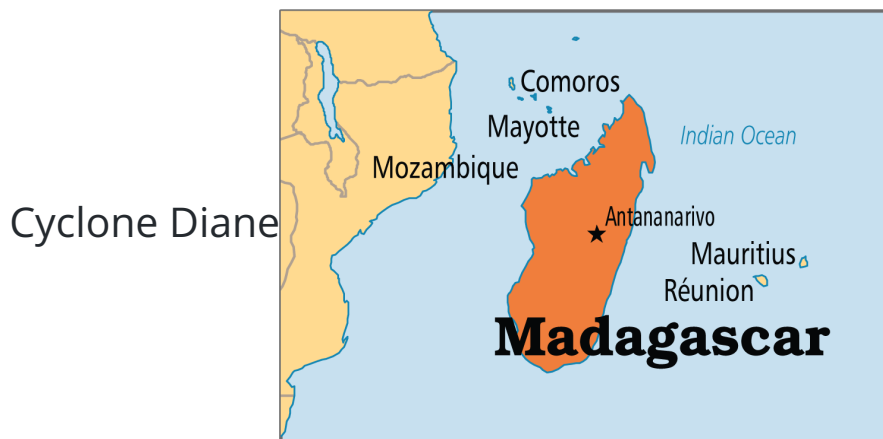 Comoros
Mayotte
Indian Ocean
Mozambique
Cyclone Diane
Antananarivo
Mauritius
Réunion
Madagascar